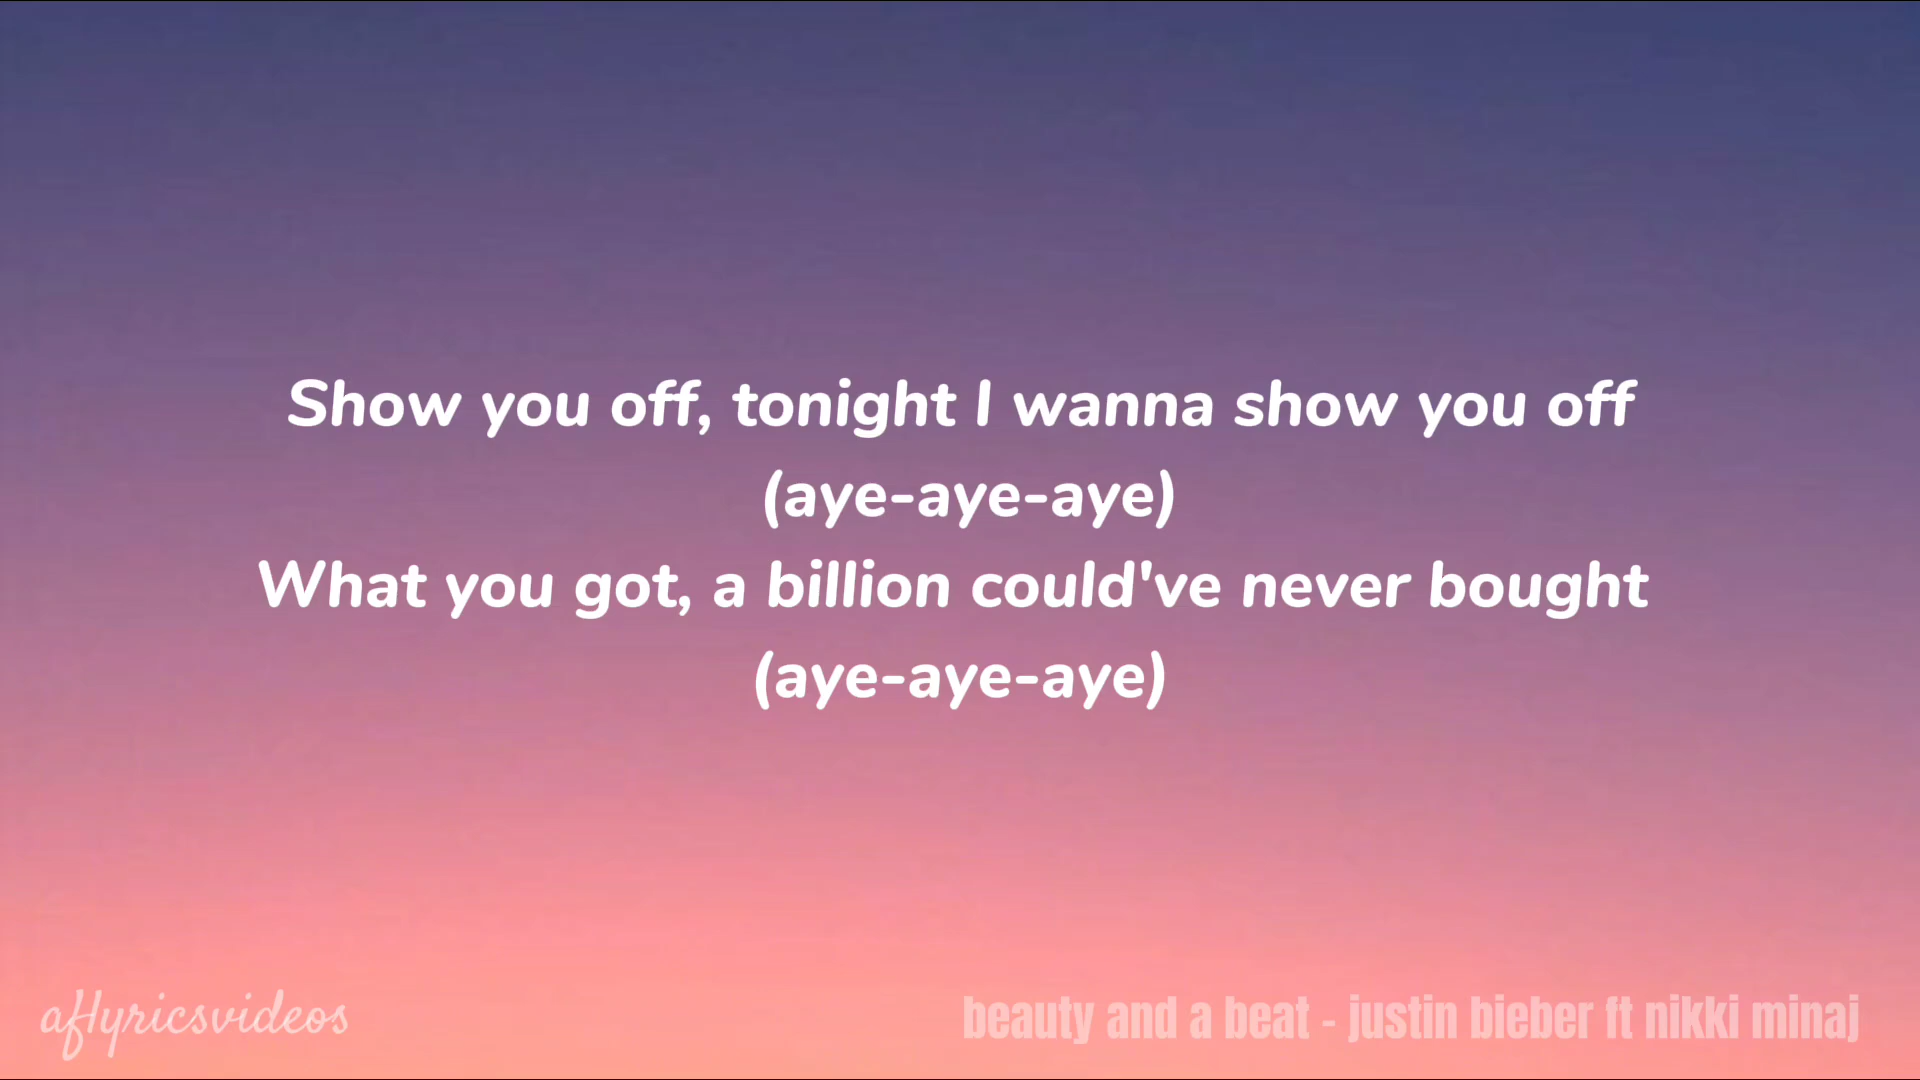 Show you off, tonight I wanna show you off
(aye-aye-aye)
What you got, a billion could've never bought
(aye-aye-aye)
aflyricsvideos
beauty and a beat - justin bieber ft nikki minaj